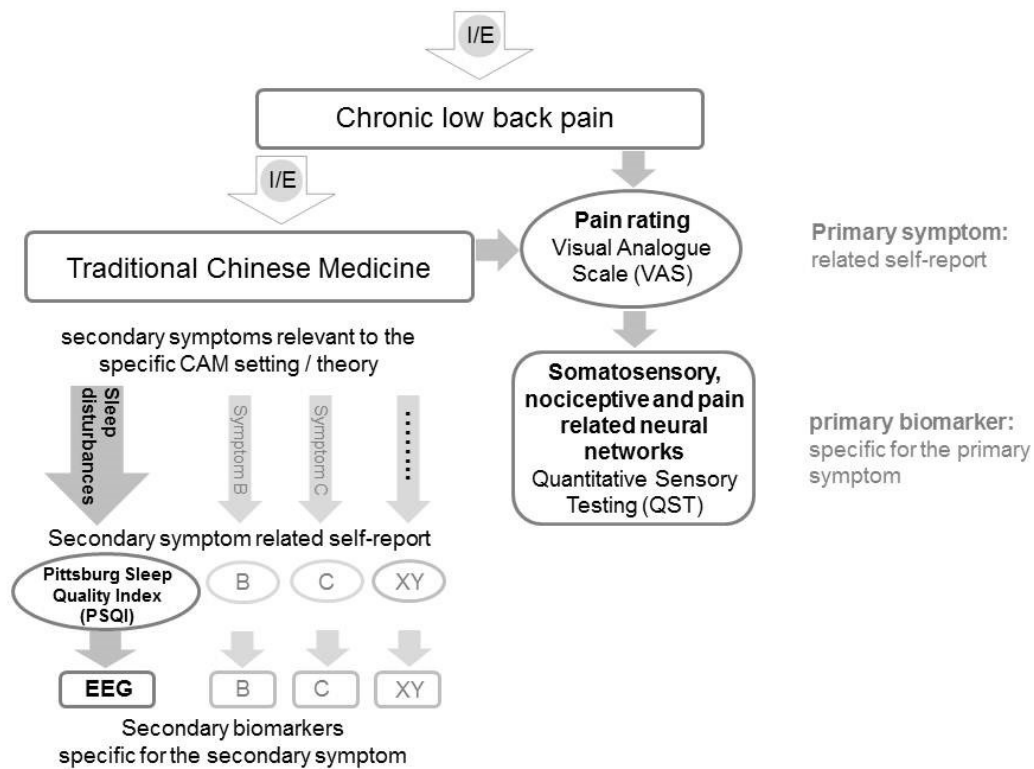 I/E
Chronic low back pain
I/E
Pain rating
Visual Analogue
Scale (VAS)
Primary symptom:
related self-report
Traditional Chinese Medicine
secondary symptoms relevant to the
specific CAM setting / theory
Somatosensory,
nociceptive and pain
related neural
networks
Quantitative Sensory
Testing (QST)
primary biomarker:
specific for the primary
symptom
Sleep
disturbances
Symptom B
Symptom C
.........
Secondary symptom related self-report
Pittsburg Sleep
Quality Index
(PSQI)
B
C
XY
EEG
B
C
XY
Secondary biomarkers
specific for the secondary symptom